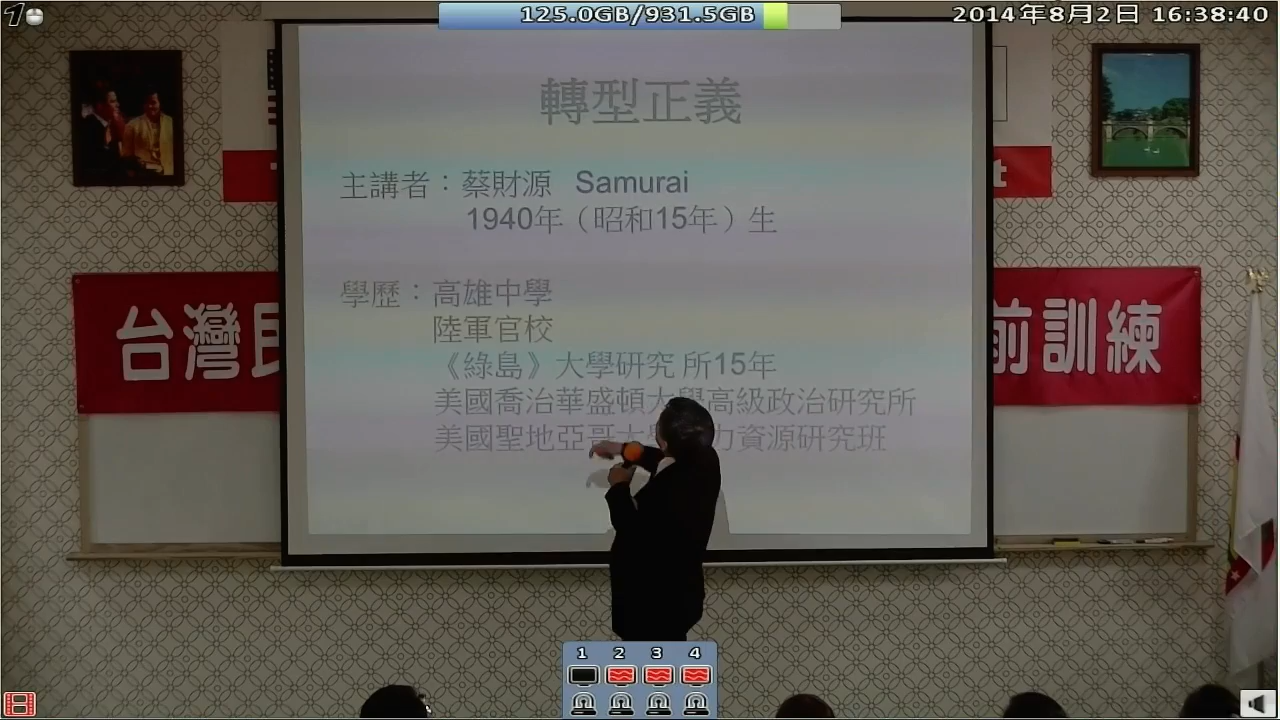 1
125.0GB/931.5GB
2014年8月2日 16:38:40
轉型正義
主講者：蔡財源 Samurai
1940年（昭和15年）生
學歷：高雄中學
陸軍官校
《綠島》大學研究 所15年
美國喬治華盛頓大學高級政治研究所
美國聖地亞哥大 力資源研究班
t
台灣民 前訓練
1 2 3 4